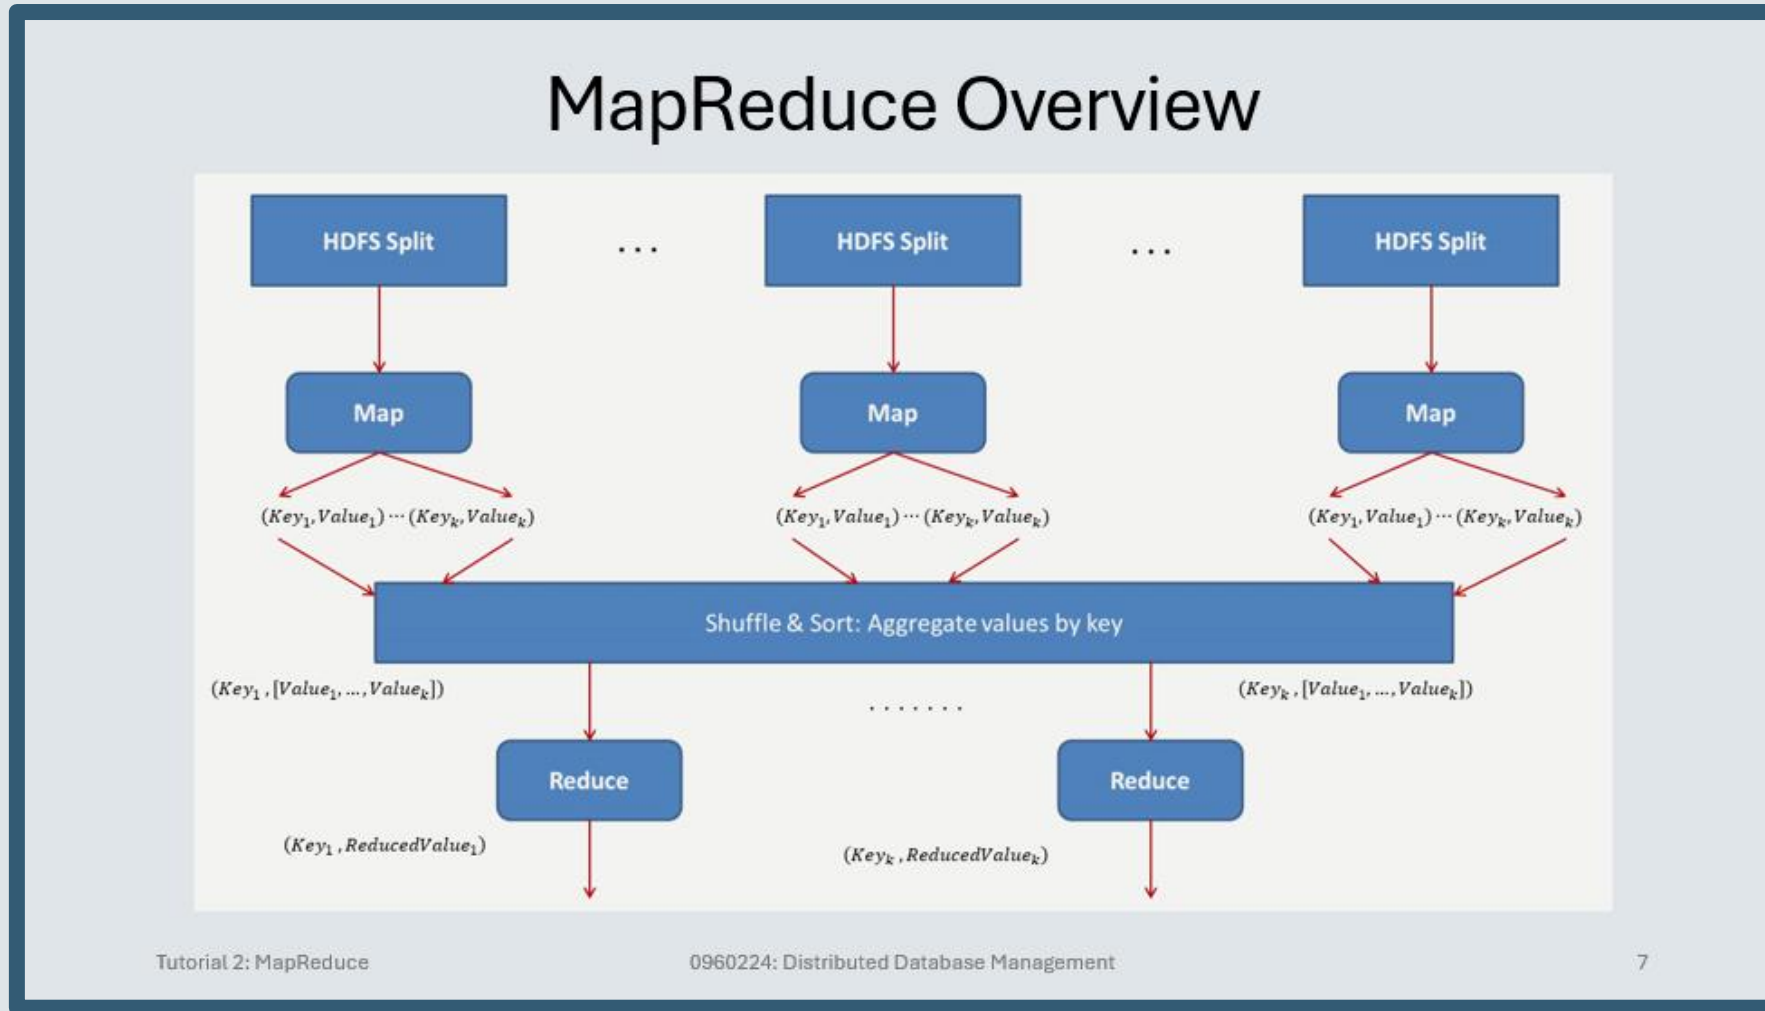 MapReduce Overview
HDFS Split ... HDFS Split ... HDFS Split
Map Map Map
(Key₁,Value₁)⋯(Keyₖ,Valueₖ) (Key₁,Value₁)⋯(Keyₖ,Valueₖ) (Key₁,Value₁)⋯(Keyₖ,Valueₖ)
Shuffle & Sort: Aggregate values by key
(Key₁,[Value₁,...,Valueₖ]) ....... (Keyₖ,[Value₁,...,Valueₖ])
Reduce Reduce
(Key₁,ReducedValue₁) (Keyₖ,ReducedValueₖ)
Tutorial 2: MapReduce 0960224: Distributed Database Management 7